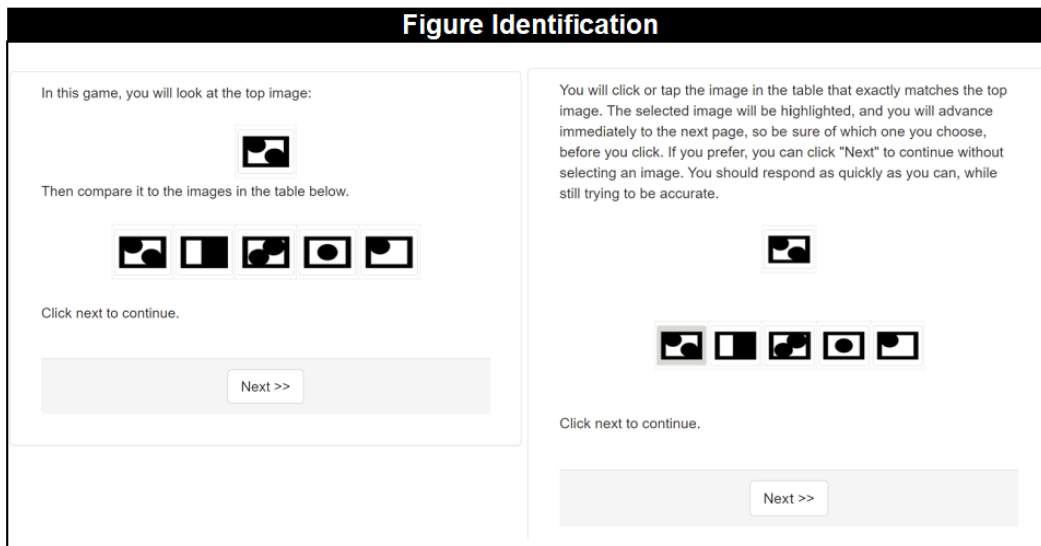 Figure Identification
In this game, you will look at the top image:
Then compare it to the images in the table below.
Click next to continue.
Next >>
You will click or tap the image in the table that exactly matches the top
image. The selected image will be highlighted, and you will advance
immediately to the next page, so be sure of which one you choose,
before you click. If you prefer, you can click "Next" to continue without
selecting an image. You should respond as quickly as you can, while
still trying to be accurate.
Click next to continue.
Next >>